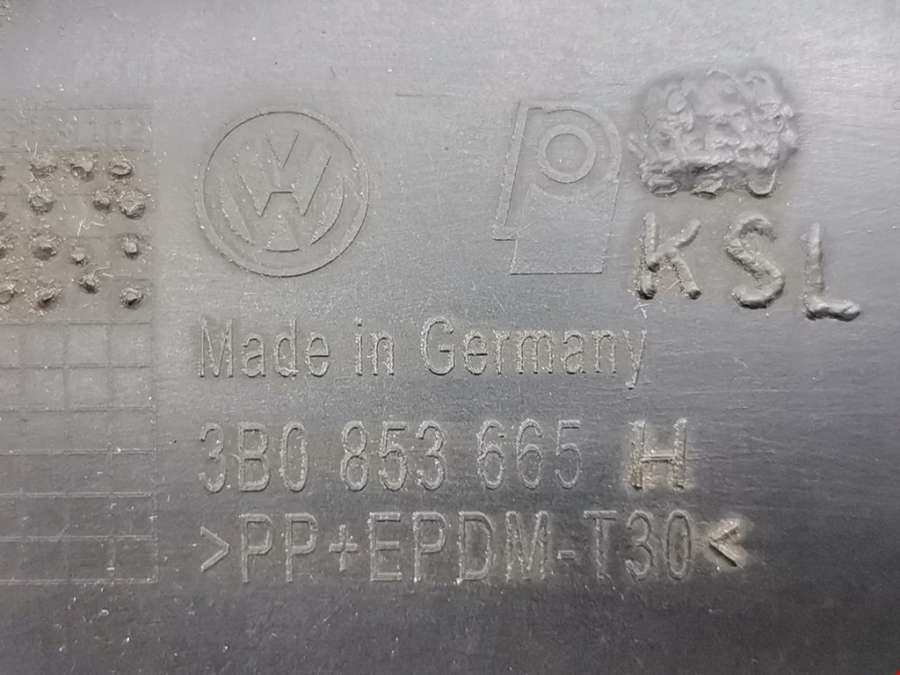 KSL
Made in Germany
3B0 853 665 H
>PP+EPDM-T30<